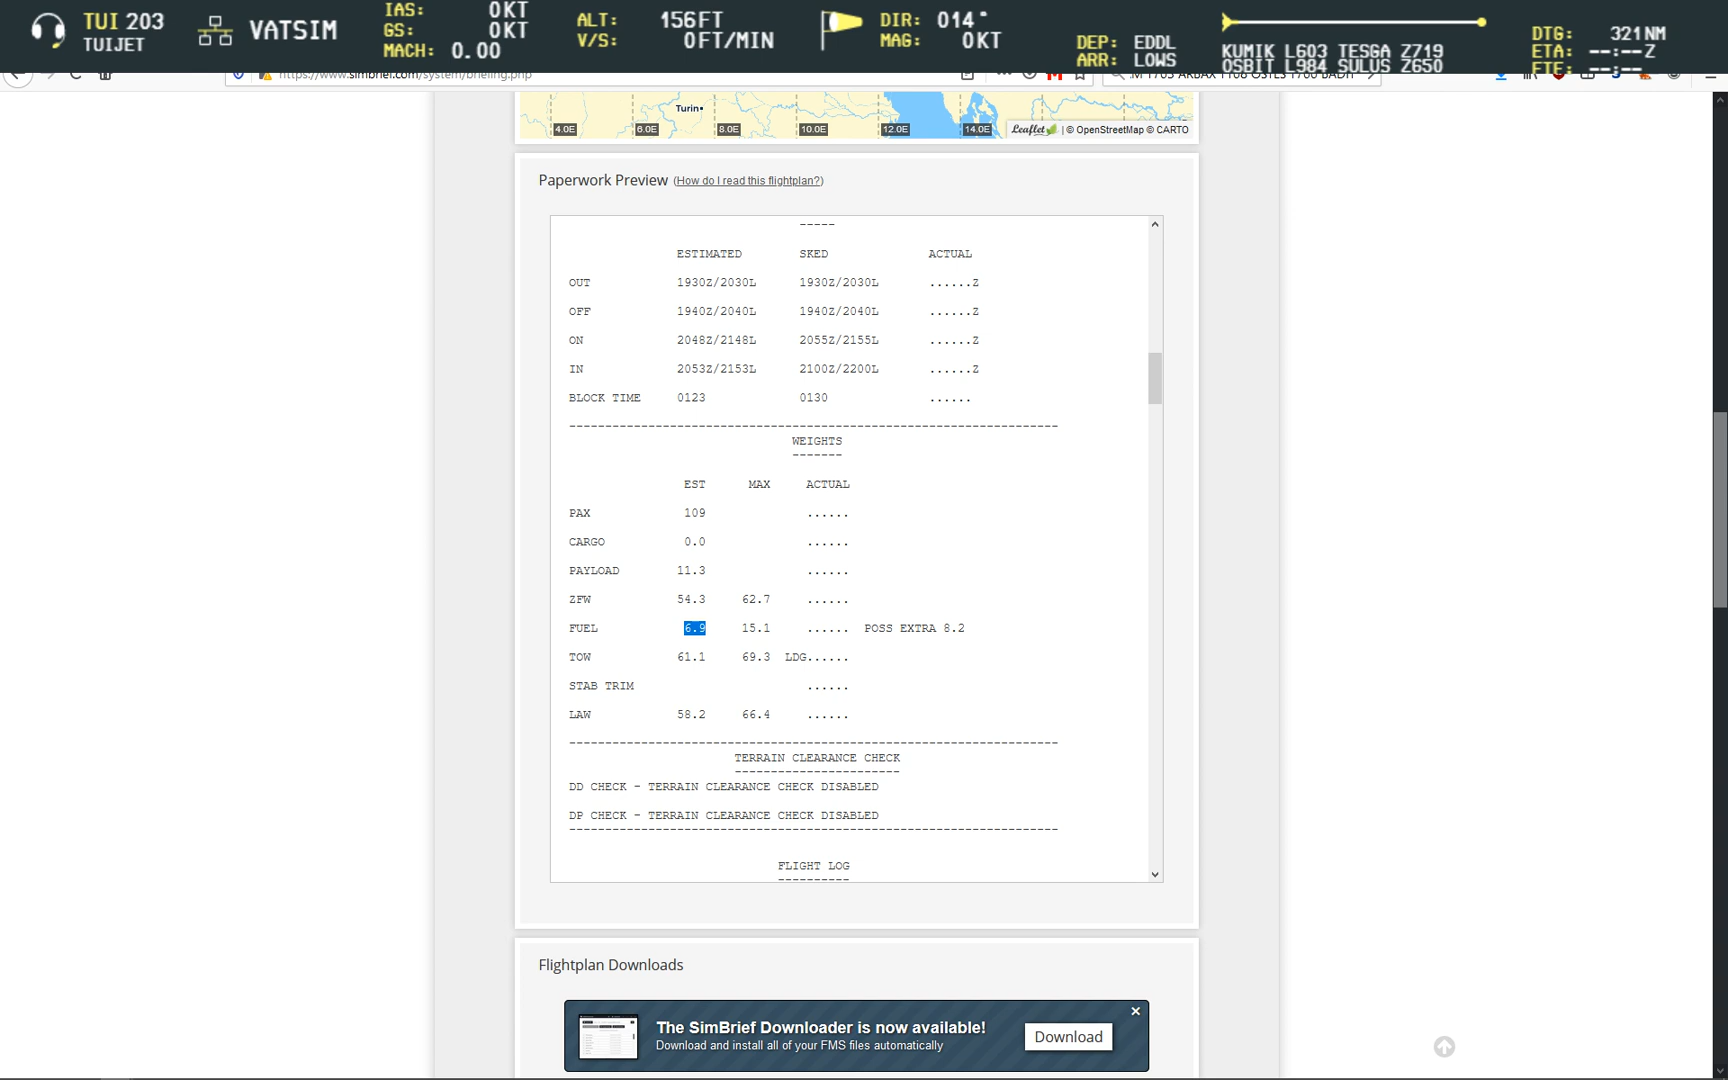 TUI 203
TUIJET
VATSIM
IAS: 0KT
GS: 0KT
MACH: 0.00
ALT: 156FT
V/S: 0FT/MIN
DIR: 014°
MAG: 0KT
DEP: EDDL
ARR: LOWS
KUMIK L603 TESGA Z719
OSBIT L984 SULUS Z650
DTG: 321NM
ETA: --:--Z
ETE: --:--
https://www.simbrief.com/system/briefing.php
Turin
4.0E 6.0E 8.0E 10.0E 12.0E 14.0E Leaflet | © OpenStreetMap © CARTO
Paperwork Preview (How do I read this flightplan?)
-----
ESTIMATED SKED ACTUAL
OUT 1930Z/2030L 1930Z/2030L ......Z
OFF 1940Z/2040L 1940Z/2040L ......Z
ON 2048Z/2148L 2055Z/2155L ......Z
IN 2053Z/2153L 2100Z/2200L ......Z
BLOCK TIME 0123 0130 ......
--------------------------------------------------------------------
WEIGHTS
-------
EST MAX ACTUAL
PAX 109 ......
CARGO 0.0 ......
PAYLOAD 11.3 ......
ZFW 54.3 62.7 ......
FUEL 6.9 15.1 ...... POSS EXTRA 8.2
TOW 61.1 69.3 LDG......
STAB TRIM ......
LAW 58.2 66.4 ......
--------------------------------------------------------------------
TERRAIN CLEARANCE CHECK
-----------------------
DD CHECK - TERRAIN CLEARANCE CHECK DISABLED
DP CHECK - TERRAIN CLEARANCE CHECK DISABLED
--------------------------------------------------------------------
FLIGHT LOG
----------
Flightplan Downloads
The SimBrief Downloader is now available!
Download and install all of your FMS files automatically
Download